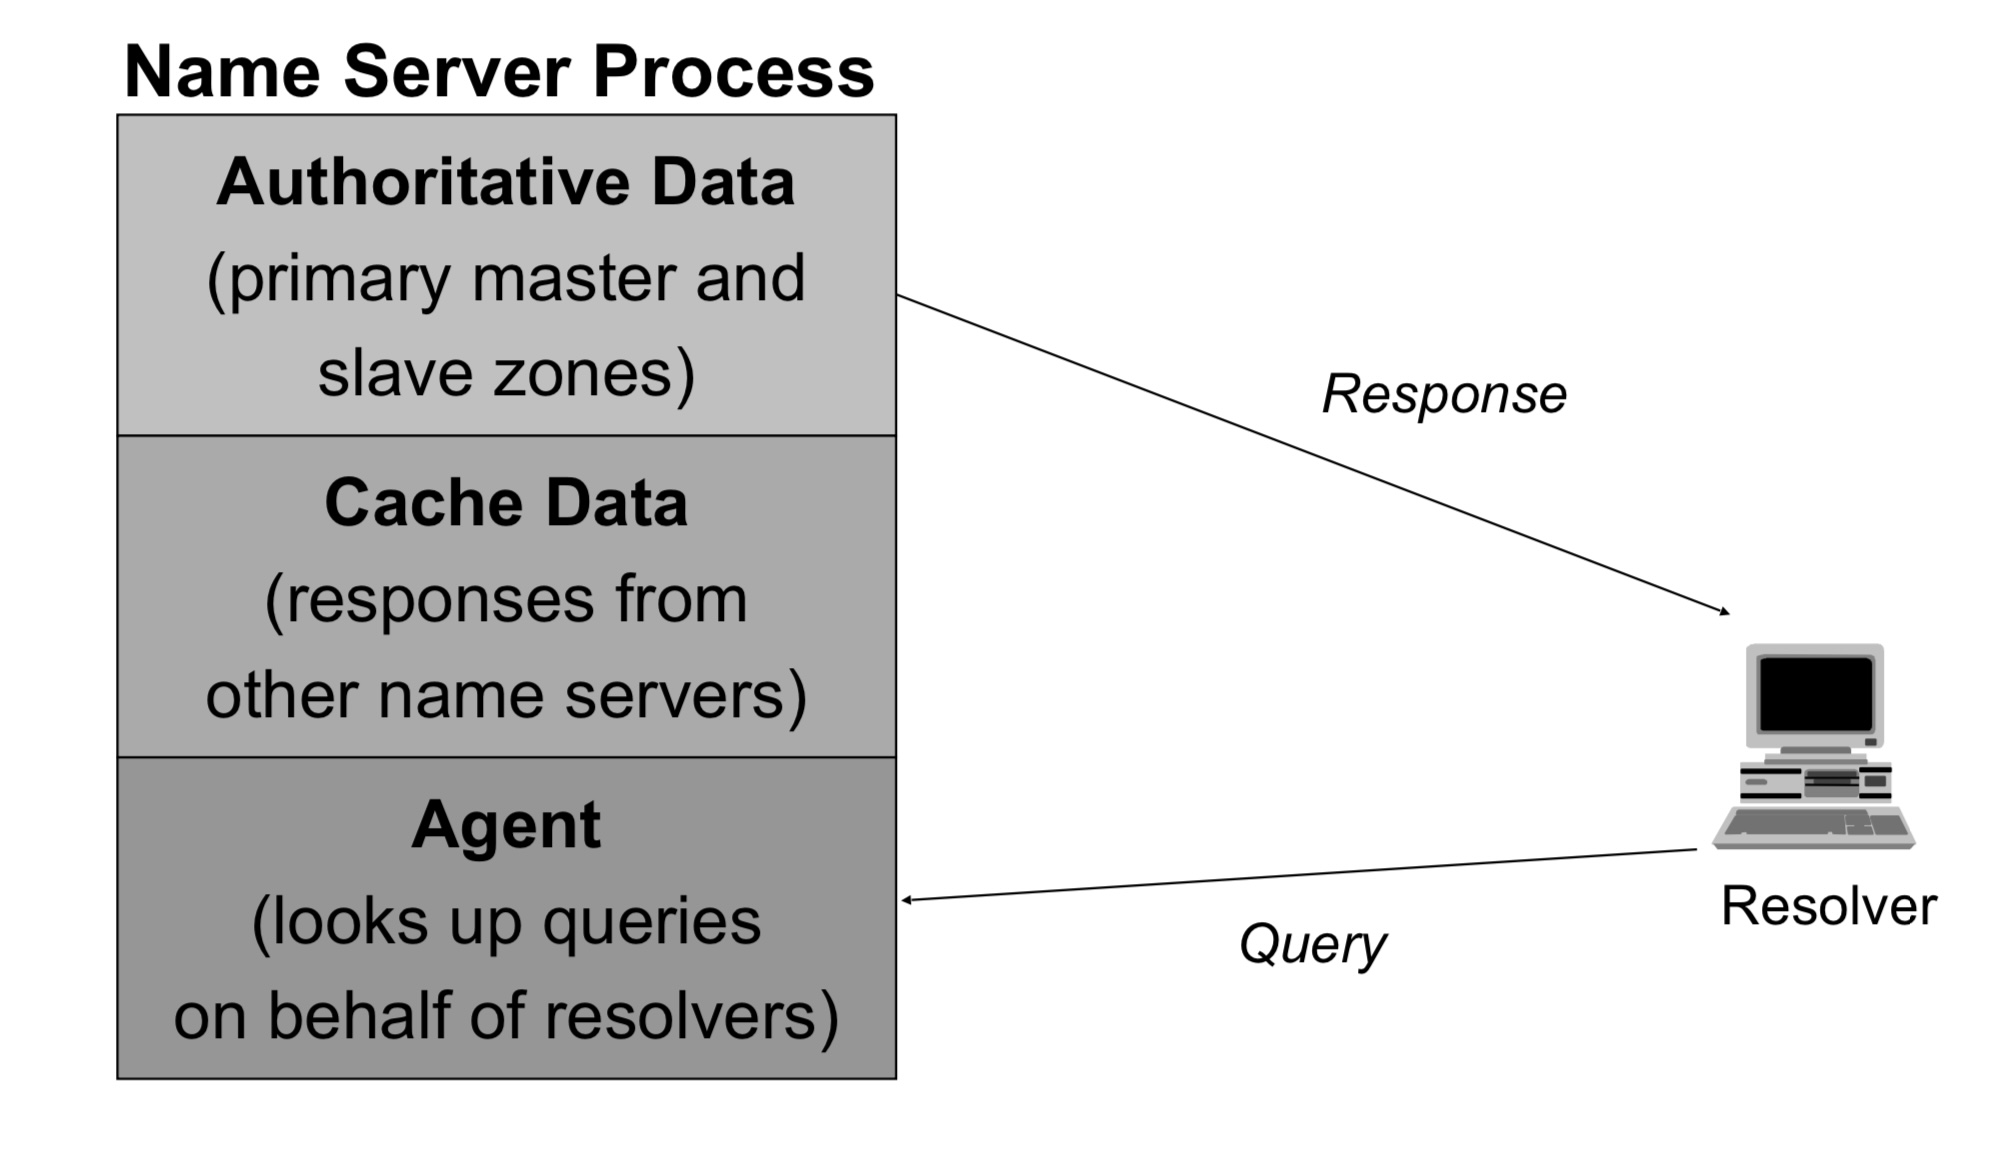 Name Server Process
Authoritative Data
(primary master and
slave zones)
Response
Cache Data
(responses from
other name servers)
Agent
(looks up queries
on behalf of resolvers)
Query
Resolver